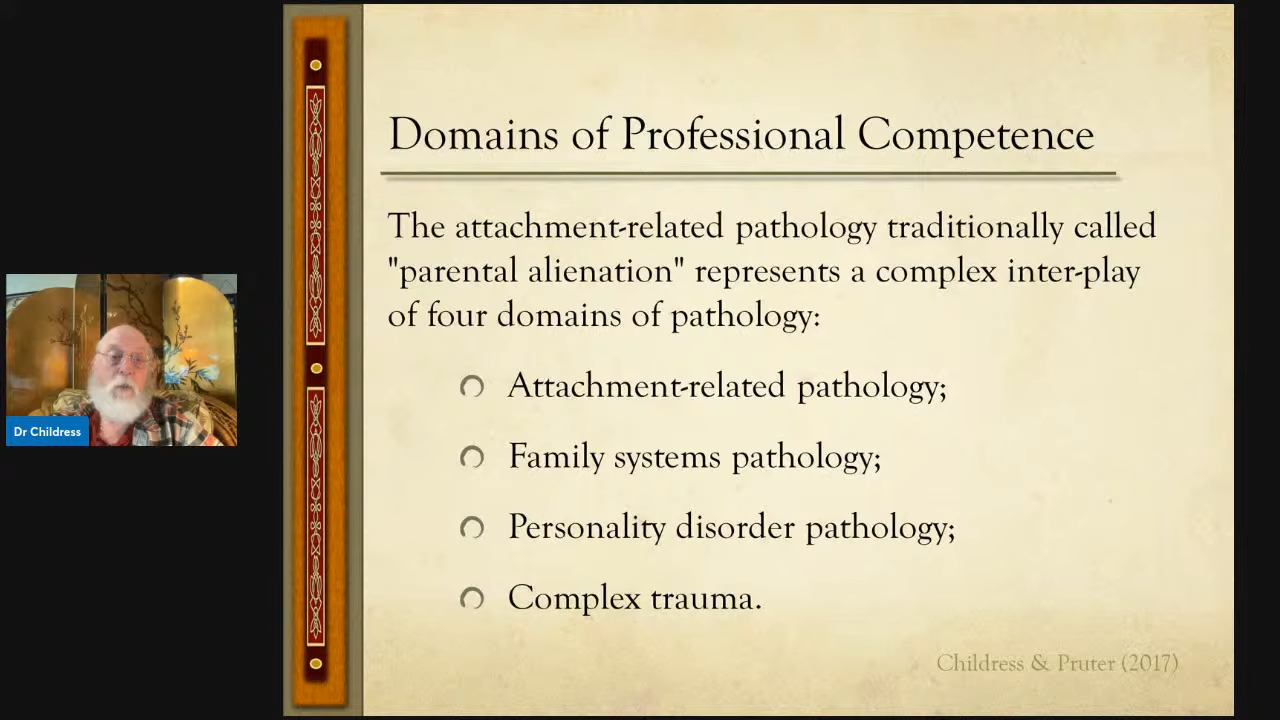 Domains of Professional Competence
The attachment-related pathology traditionally called
"parental alienation" represents a complex inter-play
of four domains of pathology:
Attachment-related pathology;
Family systems pathology;
Personality disorder pathology;
Complex trauma.
Childress & Pruter (2017)
Dr Childress